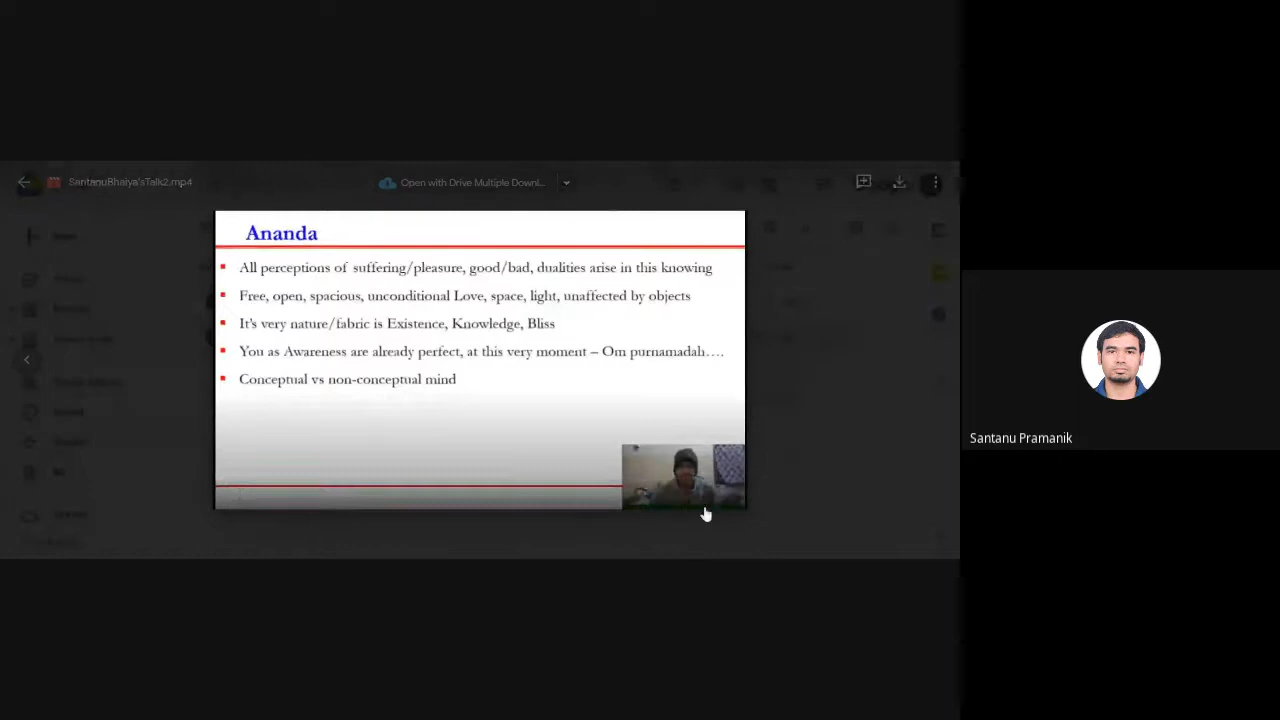 SantanuBhaiya'sTalk2.mp4
Open with Drive Multiple Downl...
Ananda
All perceptions of suffering/pleasure, good/bad, dualities arise in this knowing
Free, open, spacious, unconditional Love, space, light, unaffected by objects
It's very nature/fabric is Existence, Knowledge, Bliss
You as Awareness are already perfect, at this very moment – Om purnamadah….
Conceptual vs non-conceptual mind
Santanu Pramanik